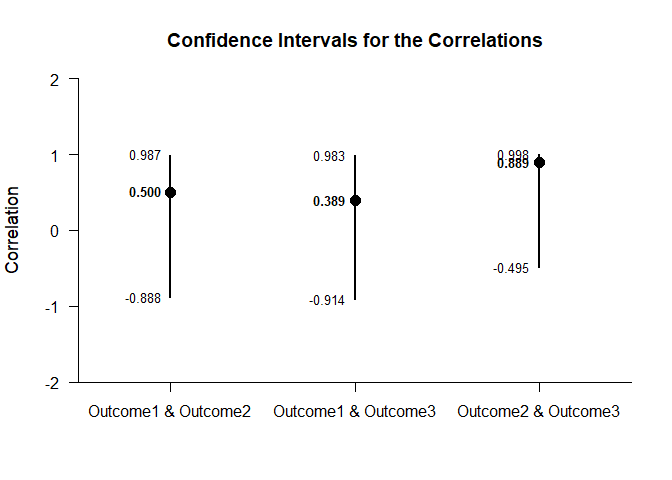 Confidence Intervals for the Correlations
Correlation
2
1
0
-1
-2
0.987
0.500
-0.888
0.983
0.389
-0.914
0.998
0.889
-0.495
Outcome1 & Outcome2
Outcome1 & Outcome3
Outcome2 & Outcome3